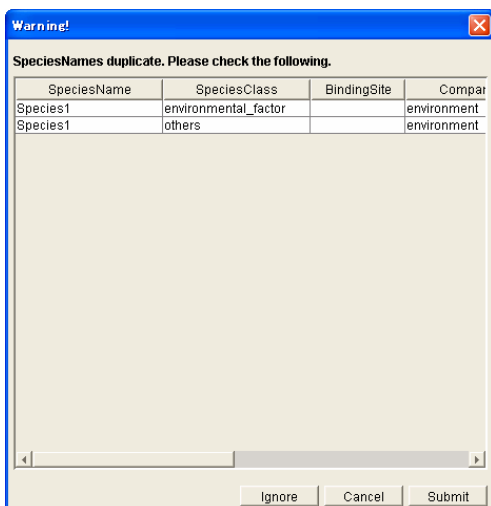 Warning!
SpeciesNames duplicate. Please check the following.
SpeciesName SpeciesClass BindingSite Compar
Species1 environmental_factor environment
Species1 others environment
Ignore Cancel Submit